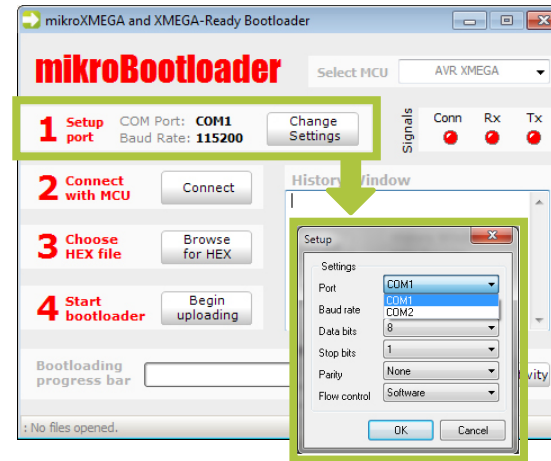 mikroXMEGA and XMEGA-Ready Bootloader
mikroBootloader
Select MCU
AVR XMEGA
1 Setup port
COM Port: COM1
Baud Rate: 115200
Change Settings
Signals
Conn Rx Tx
2 Connect with MCU
Connect
History Window
3 Choose HEX file
Browse for HEX
4 Start bootloader
Begin uploading
Bootloading progress bar
: No files opened.
Setup
Settings
Port COM1
COM1
COM2
Baud rate
Data bits 8
Stop bits 1
Parity None
Flow control Software
OK Cancel